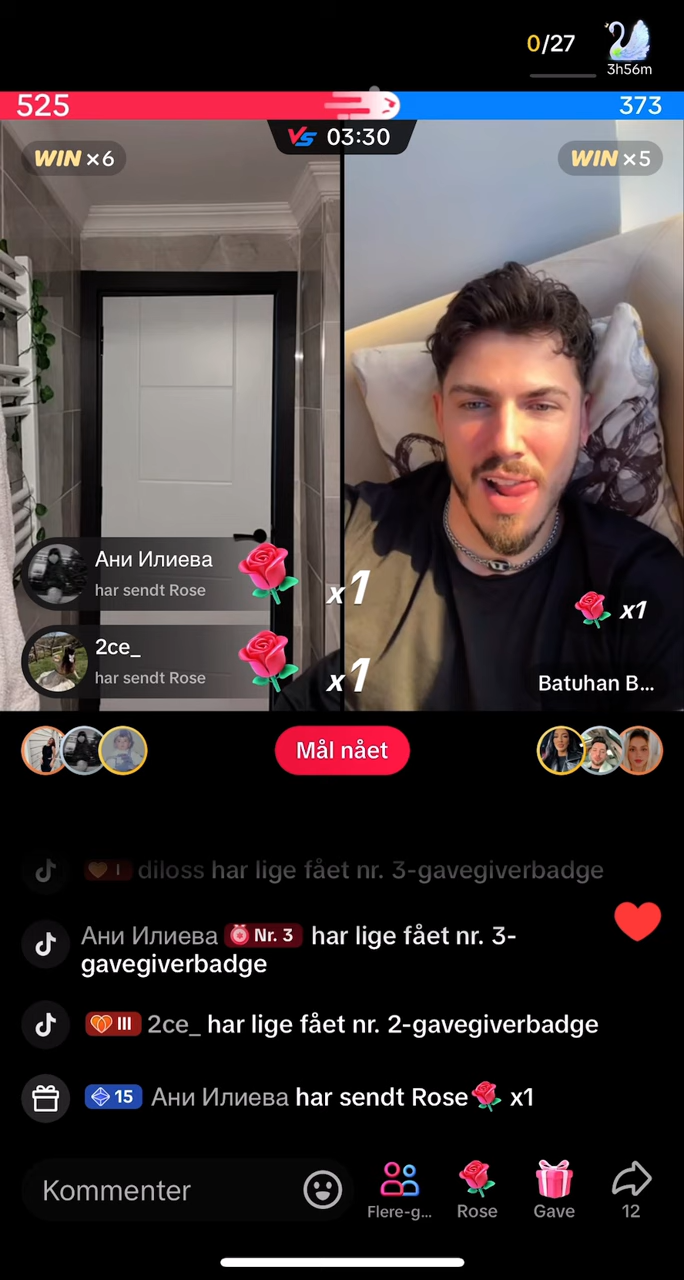 0/27
3h56m
525
373
VS 03:30
WIN ×6
WIN ×5
Ани Илиева
har sendt Rose
x1
2ce_
har sendt Rose
x1
x1
Batuhan B...
Mål nået
I diloss har lige fået nr. 3-gavegiverbadge
Ани Илиева Nr. 3 har lige fået nr. 3-
gavegiverbadge
III 2ce_ har lige fået nr. 2-gavegiverbadge
15 Ани Илиева har sendt Rose x1
Kommenter
Flere-g...
Rose
Gave
12